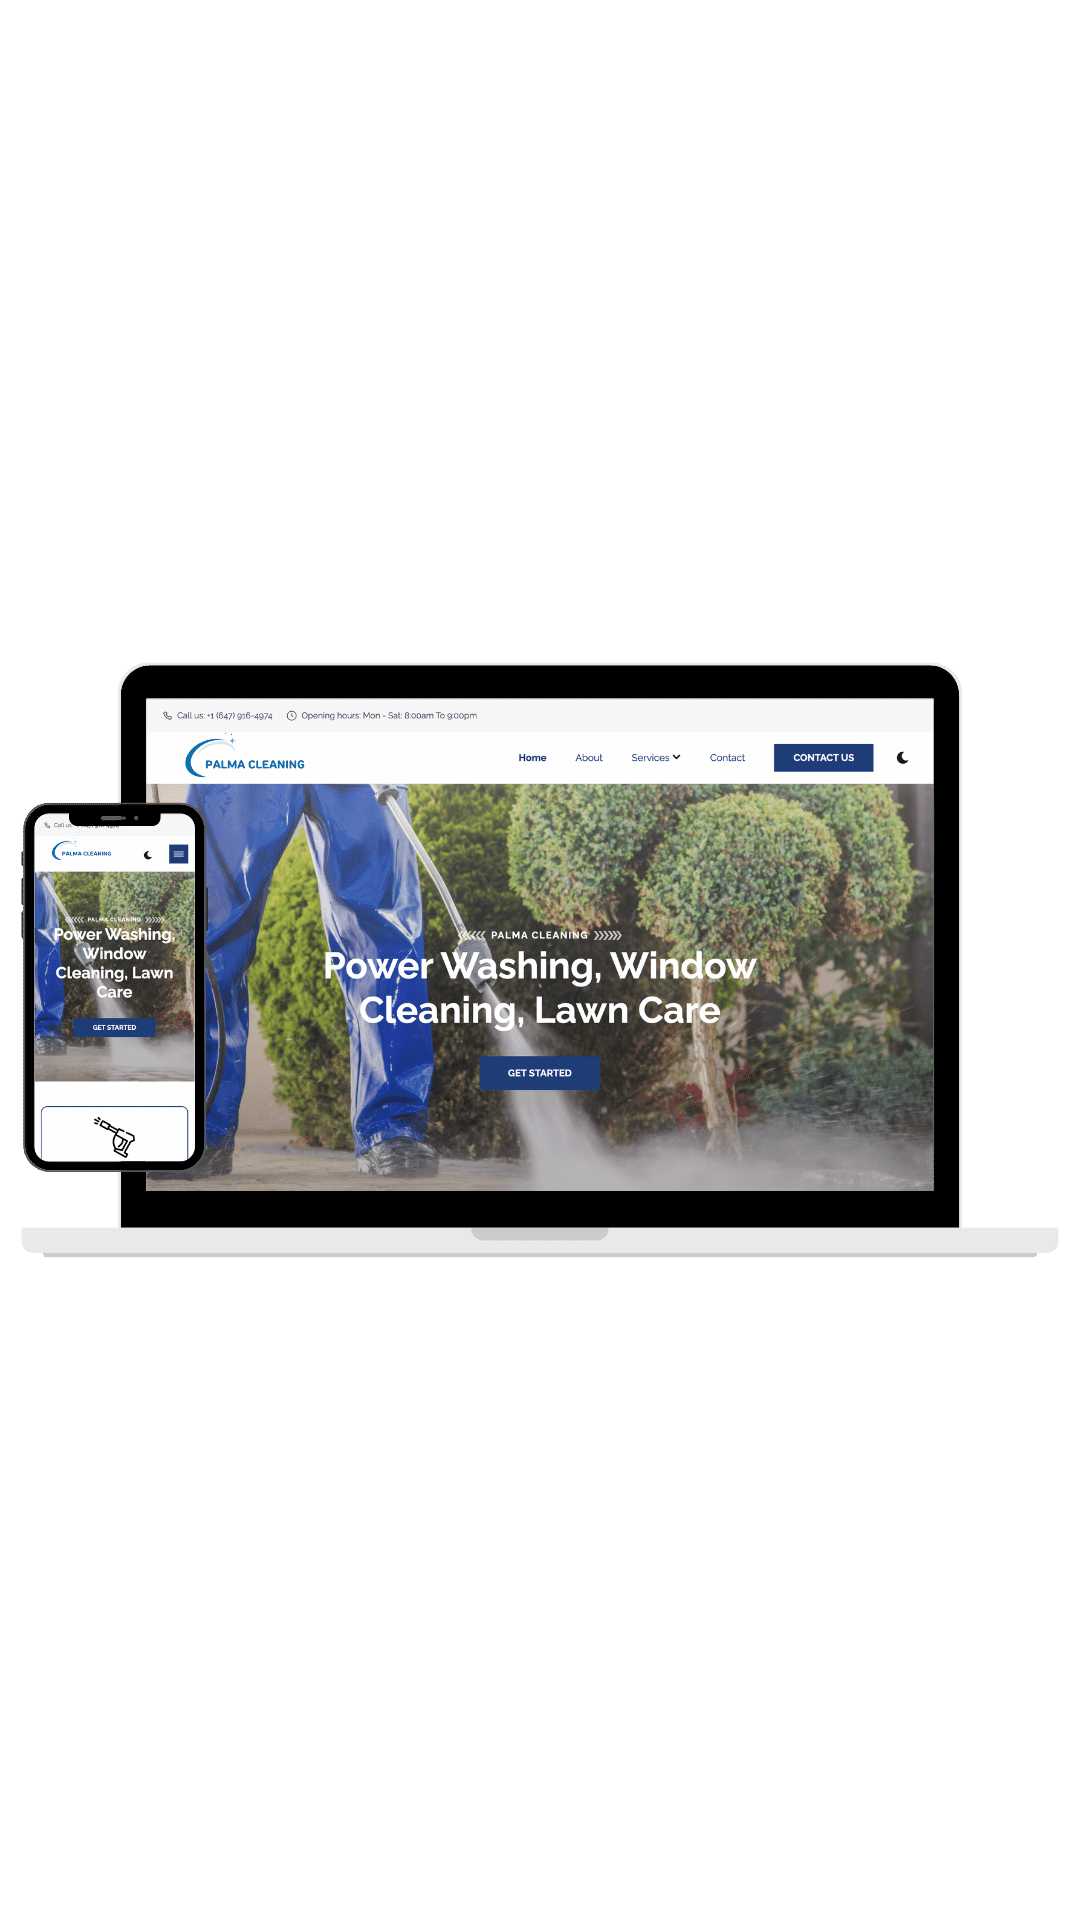 Call us: +1 (647) 916-4974 Opening hours: Mon - Sat: 8:00am To 9:00pm
PALMA CLEANING
Home About Services Contact CONTACT US
PALMA CLEANING
Power Washing, Window
Cleaning, Lawn Care
GET STARTED
Call us
PALMA CLEANING
PALMA CLEANING
Power Washing,
Window
Cleaning, Lawn
Care
GET STARTED